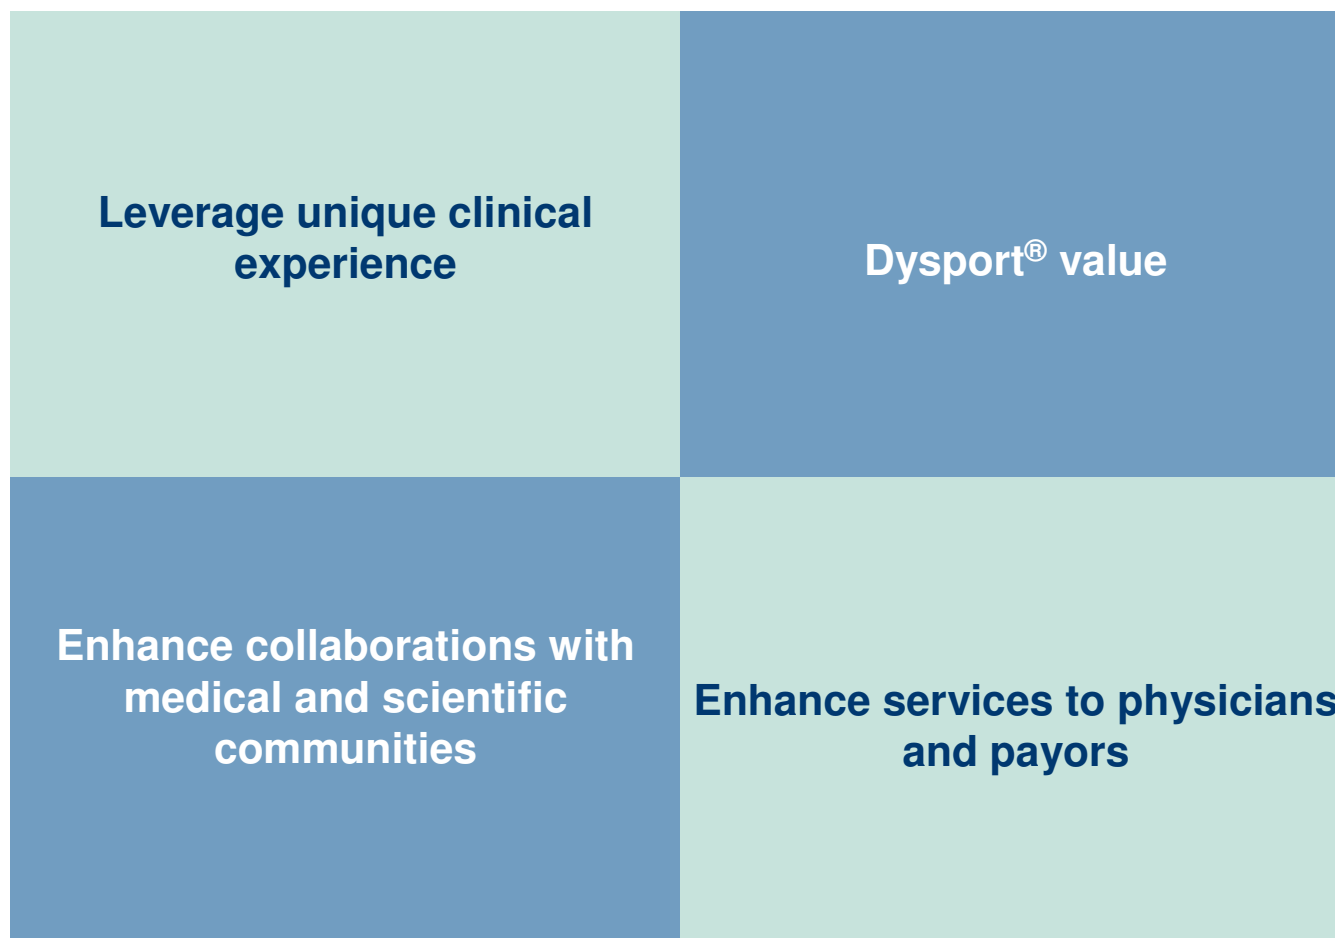 Leverage unique clinical
experience
Dysport® value
Enhance collaborations with
medical and scientific
communities
Enhance services to physicians
and payors